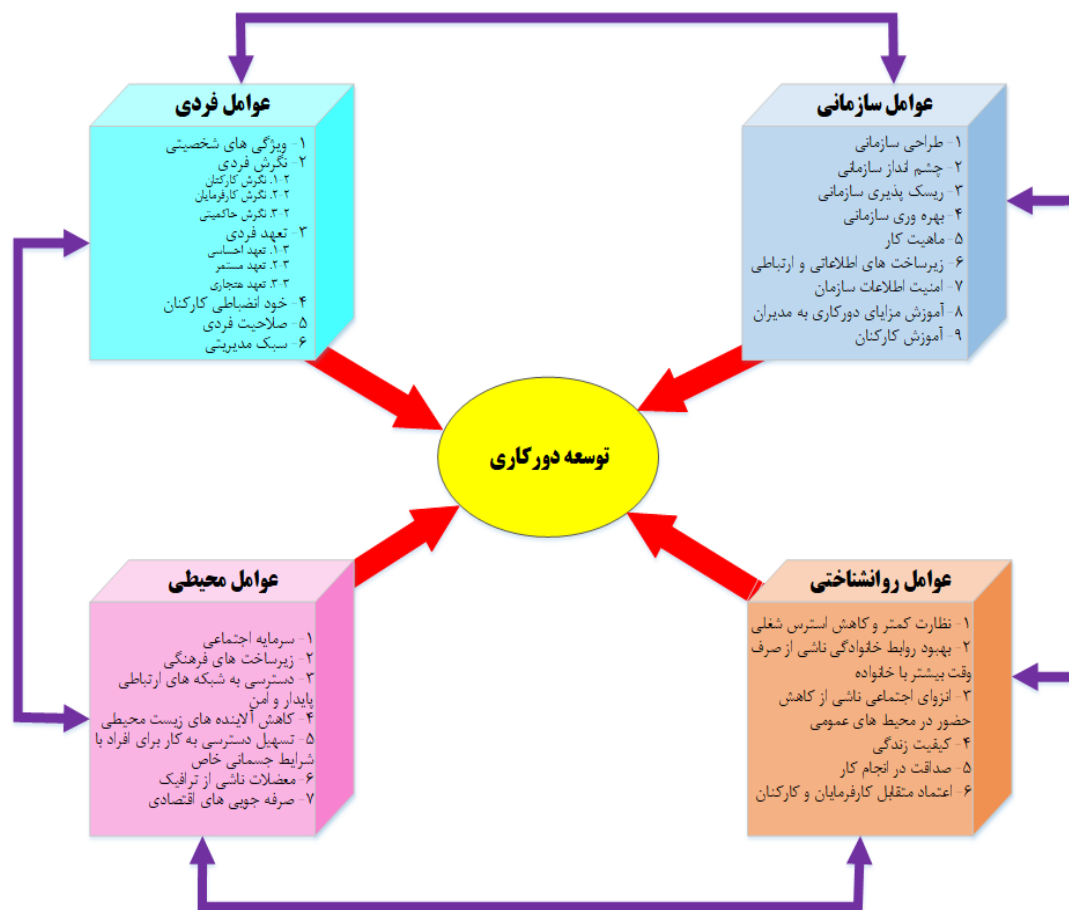 عوامل سازمانی
۱- طراحی سازمانی
۲- چشم انداز سازمانی
۳- ریسک پذیری سازمانی
۴- بهره وری سازمانی
۵- ماهیت کار
۶- زیرساخت های اطلاعاتی و ارتباطی
۷- امنیت اطلاعات سازمان
۸- آموزش مزایای دورکاری به مدیران
۹- آموزش کارکنان
عوامل فردی
۱- ویژگی های شخصیتی
۲- نگرش فردی
۱-۲. نگرش کارکنان
۲-۲. نگرش کارفرمایان
۳-۲. نگرش حاکمیتی
۳- تعهد فردی
۱-۳. تعهد احساسی
۲-۳. تعهد مستمر
۳-۳. تعهد هنجاری
۴- خود انضباطی کارکنان
۵- صلاحیت فردی
۶- سبک مدیریتی
توسعه دورکاری
عوامل روانشناختی
۱- نظارت کمتر و کاهش استرس شغلی
۲- بهبود روابط خانوادگی ناشی از صرف
وقت بیشتر با خانواده
۳- انزوای اجتماعی ناشی از کاهش
حضور در محیط های عمومی
۴- کیفیت زندگی
۵- صداقت در انجام کار
۶- اعتماد متقابل کارفرمایان و کارکنان
عوامل محیطی
۱- سرمایه اجتماعی
۲- زیرساخت های فرهنگی
۳- دسترسی به شبکه های ارتباطی
پایدار و امن
۴- کاهش آلاینده های زیست محیطی
۵- تسهیل دسترسی به کار برای افراد با
شرایط جسمانی خاص
۶- معضلات ناشی از ترافیک
۷- صرفه جویی های اقتصادی